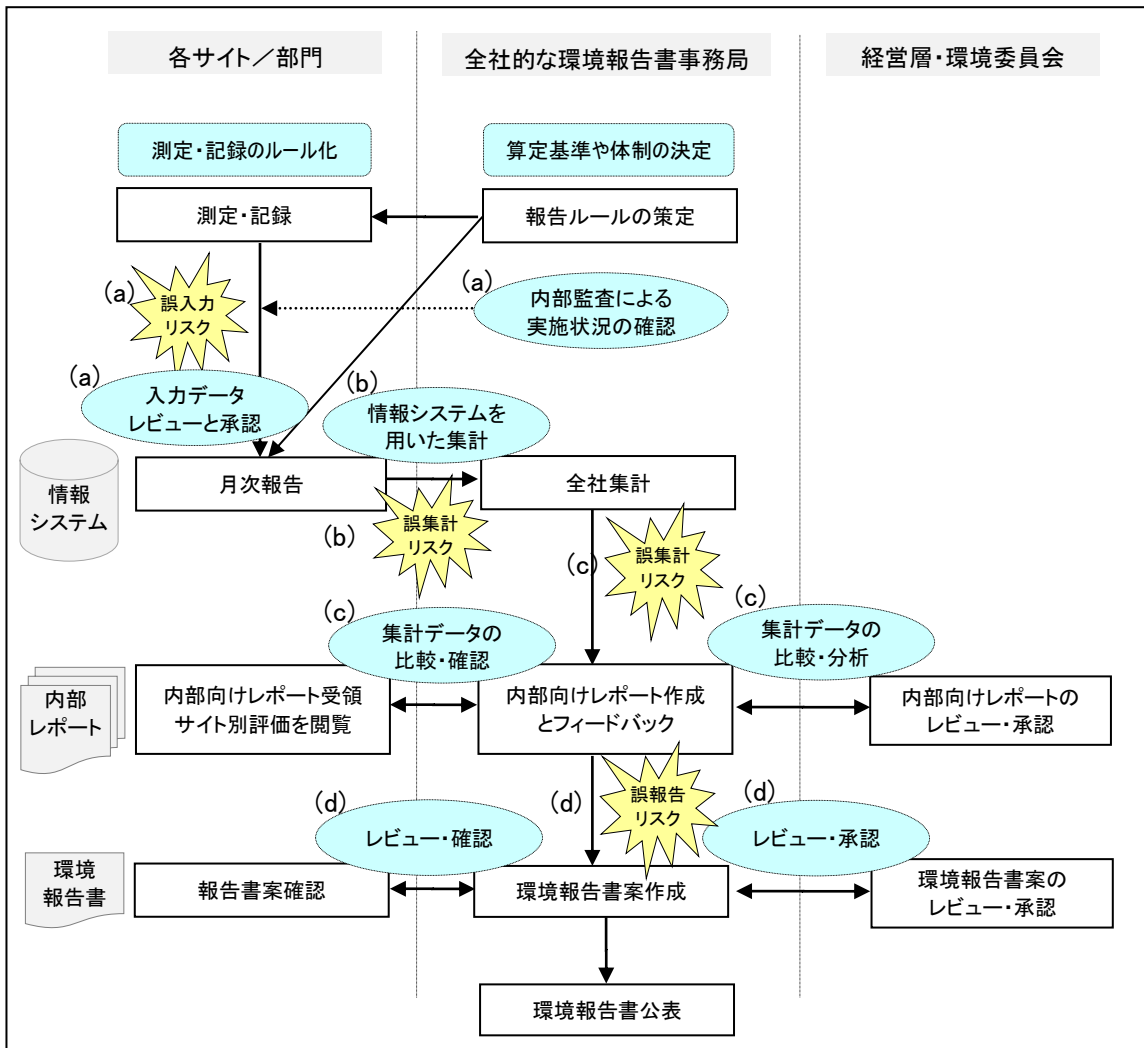 各サイト／部門
全社的な環境報告書事務局
経営層・環境委員会
測定・記録のルール化
算定基準や体制の決定
測定・記録
報告ルールの策定
(a)
誤入力
リスク
(a)
内部監査による
実施状況の確認
(a)
入力データ
レビューと承認
(b)
情報システムを
用いた集計
情報
システム
月次報告
全社集計
(b)
誤集計
リスク
(c)
誤集計
リスク
(c)
集計データの
比較・確認
(c)
集計データの
比較・分析
内部
レポート
内部向けレポート受領
サイト別評価を閲覧
内部向けレポート作成
とフィードバック
内部向けレポートの
レビュー・承認
(d)
誤報告
リスク
(d)
レビュー・確認
(d)
レビュー・承認
環境
報告書
報告書案確認
環境報告書案作成
環境報告書案の
レビュー・承認
環境報告書公表